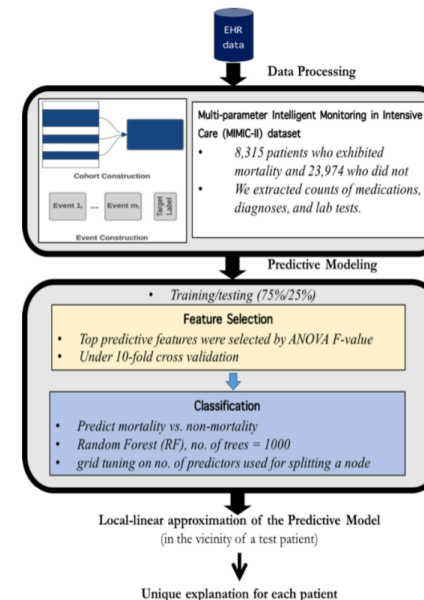 EHR
data
Data Processing
Cohort Construction
Event 1ᵢ ... Event mᵢ Target Label
Event Construction
Multi-parameter Intelligent Monitoring in Intensive
Care (MIMIC-II) dataset
• 8,315 patients who exhibited
mortality and 23,974 who did not
• We extracted counts of medications,
diagnoses, and lab tests.
Predictive Modeling
• Training/testing (75%/25%)
Feature Selection
• Top predictive features were selected by ANOVA F-value
• Under 10-fold cross validation
Classification
• Predict mortality vs. non-mortality
• Random Forest (RF), no. of trees = 1000
• grid tuning on no. of predictors used for splitting a node
Local-linear approximation of the Predictive Model
(in the vicinity of a test patient)
Unique explanation for each patient